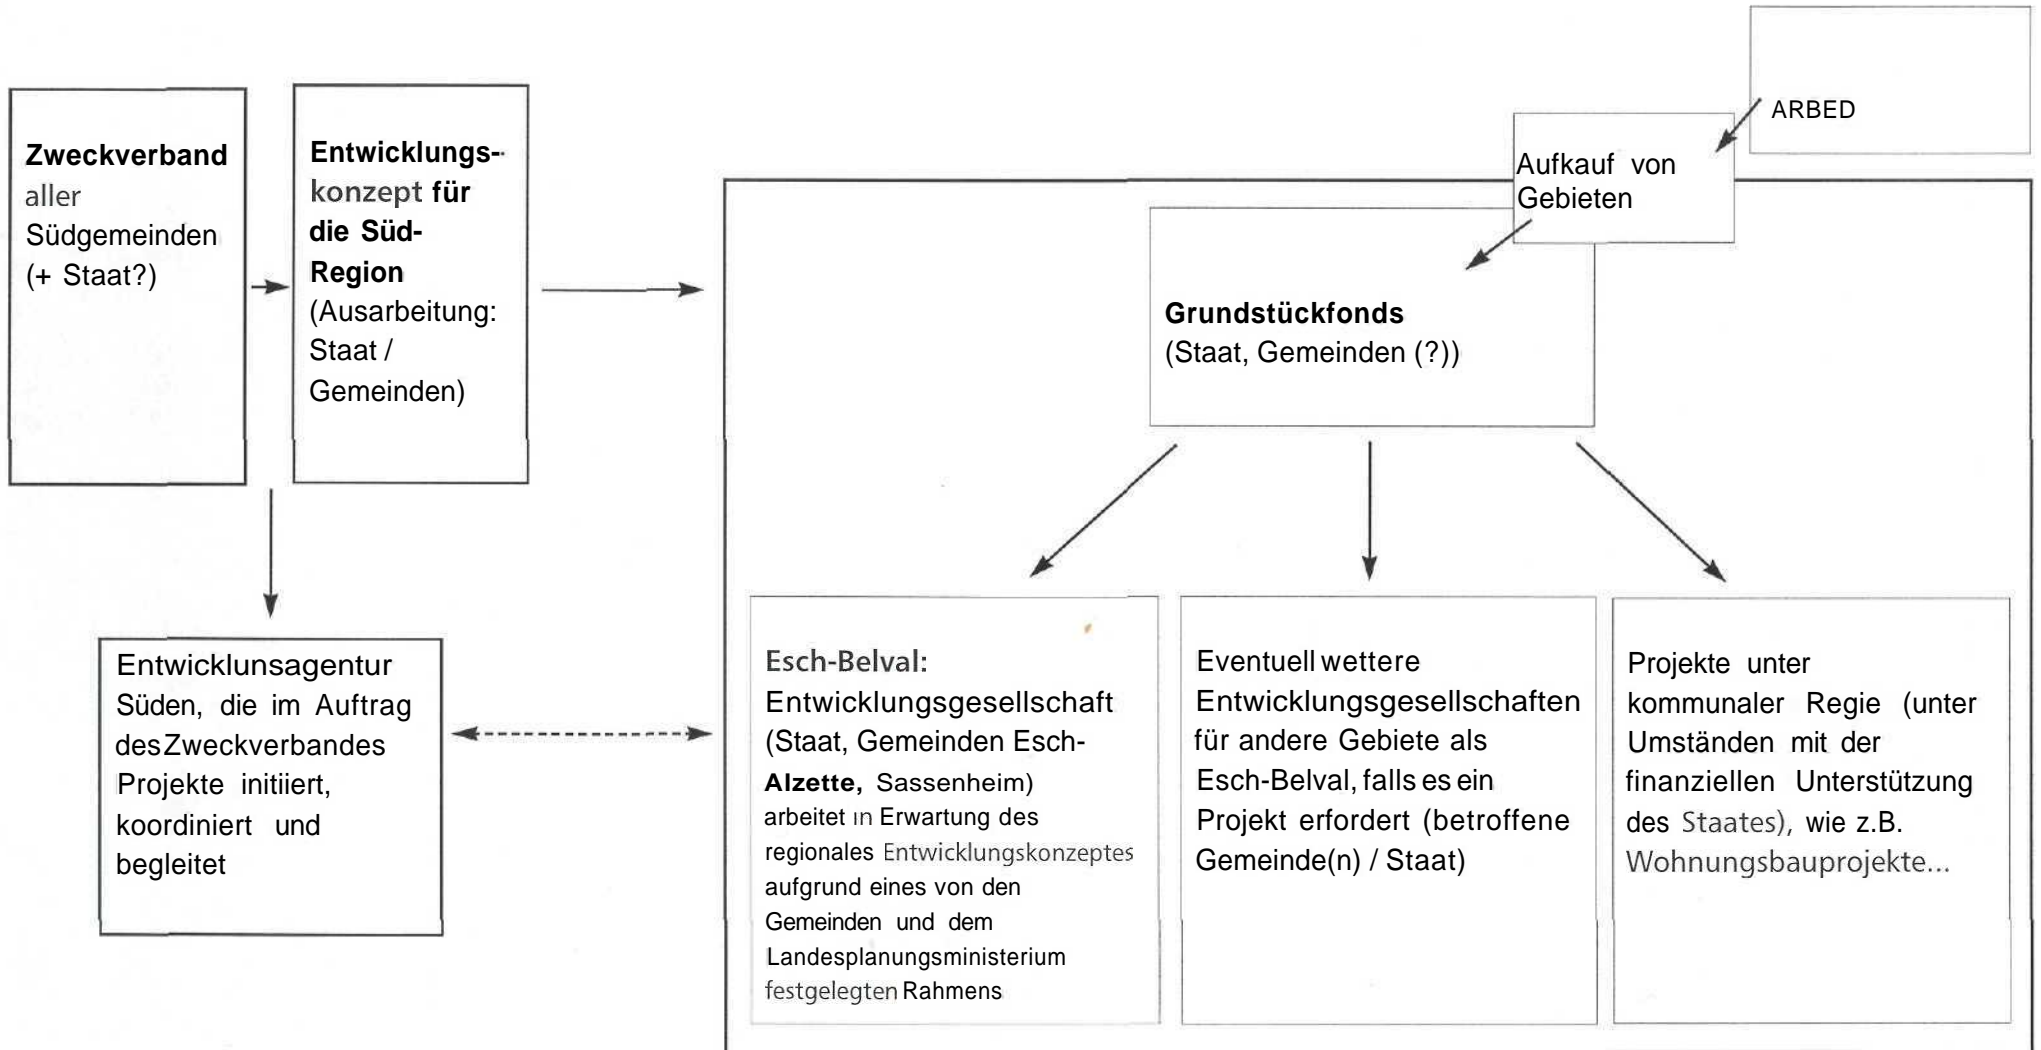 Zweckverband
aller
Südgemeinden
(+ Staat?)
Entwicklungs-
konzept für
die Süd-
Region
(Ausarbeitung:
Staat /
Gemeinden)
ARBED
Aufkauf von
Gebieten
Grundstückfonds
(Staat, Gemeinden (?))
Entwicklunsagentur
Süden, die im Auftrag
des Zweckverbandes
Projekte initiiert,
koordiniert und
begleitet
Esch-Belval:
Entwicklungsgesellschaft
(Staat, Gemeinden Esch-
Alzette, Sassenheim)
arbeitet in Erwartung des
regionales Entwicklungskonzeptes
aufgrund eines von den
Gemeinden und dem
Landesplanungsministerium
festgelegten Rahmens
Eventuell wettere
Entwicklungsgesellschaften
für andere Gebiete als
Esch-Belval, falls es ein
Projekt erfordert (betroffene
Gemeinde(n) / Staat)
Projekte unter
kommunaler Regie (unter
Umständen mit der
finanziellen Unterstützung
des Staates), wie z.B.
Wohnungsbauprojekte...